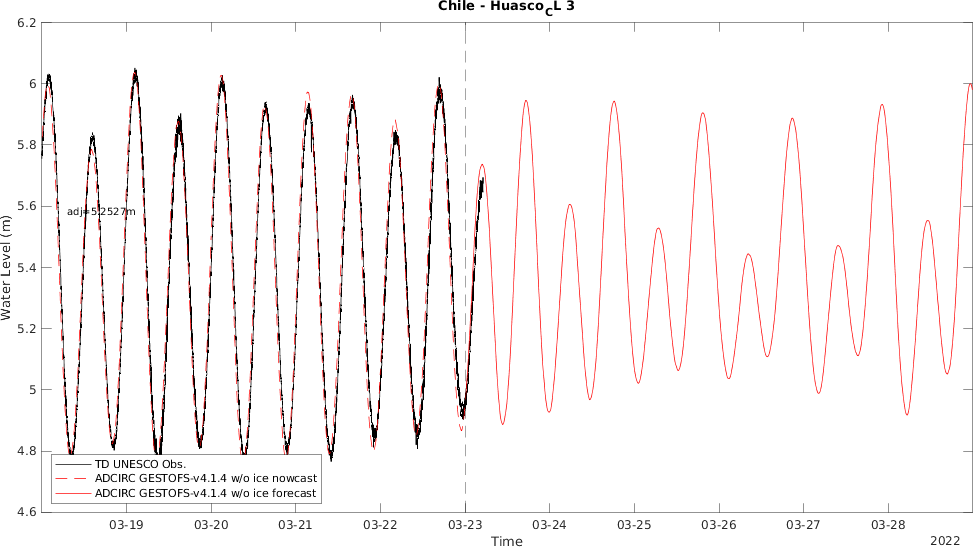 Chile - Huasco_CL 3
6.2
6
5.8
5.6
5.4
5.2
5
4.8
4.6
Water Level (m)
adj=5.2527m
TD UNESCO Obs.
ADCIRC GESTOFS-v4.1.4 w/o ice nowcast
ADCIRC GESTOFS-v4.1.4 w/o ice forecast
03-19 03-20 03-21 03-22 03-23 03-24 03-25 03-26 03-27 03-28
Time
2022